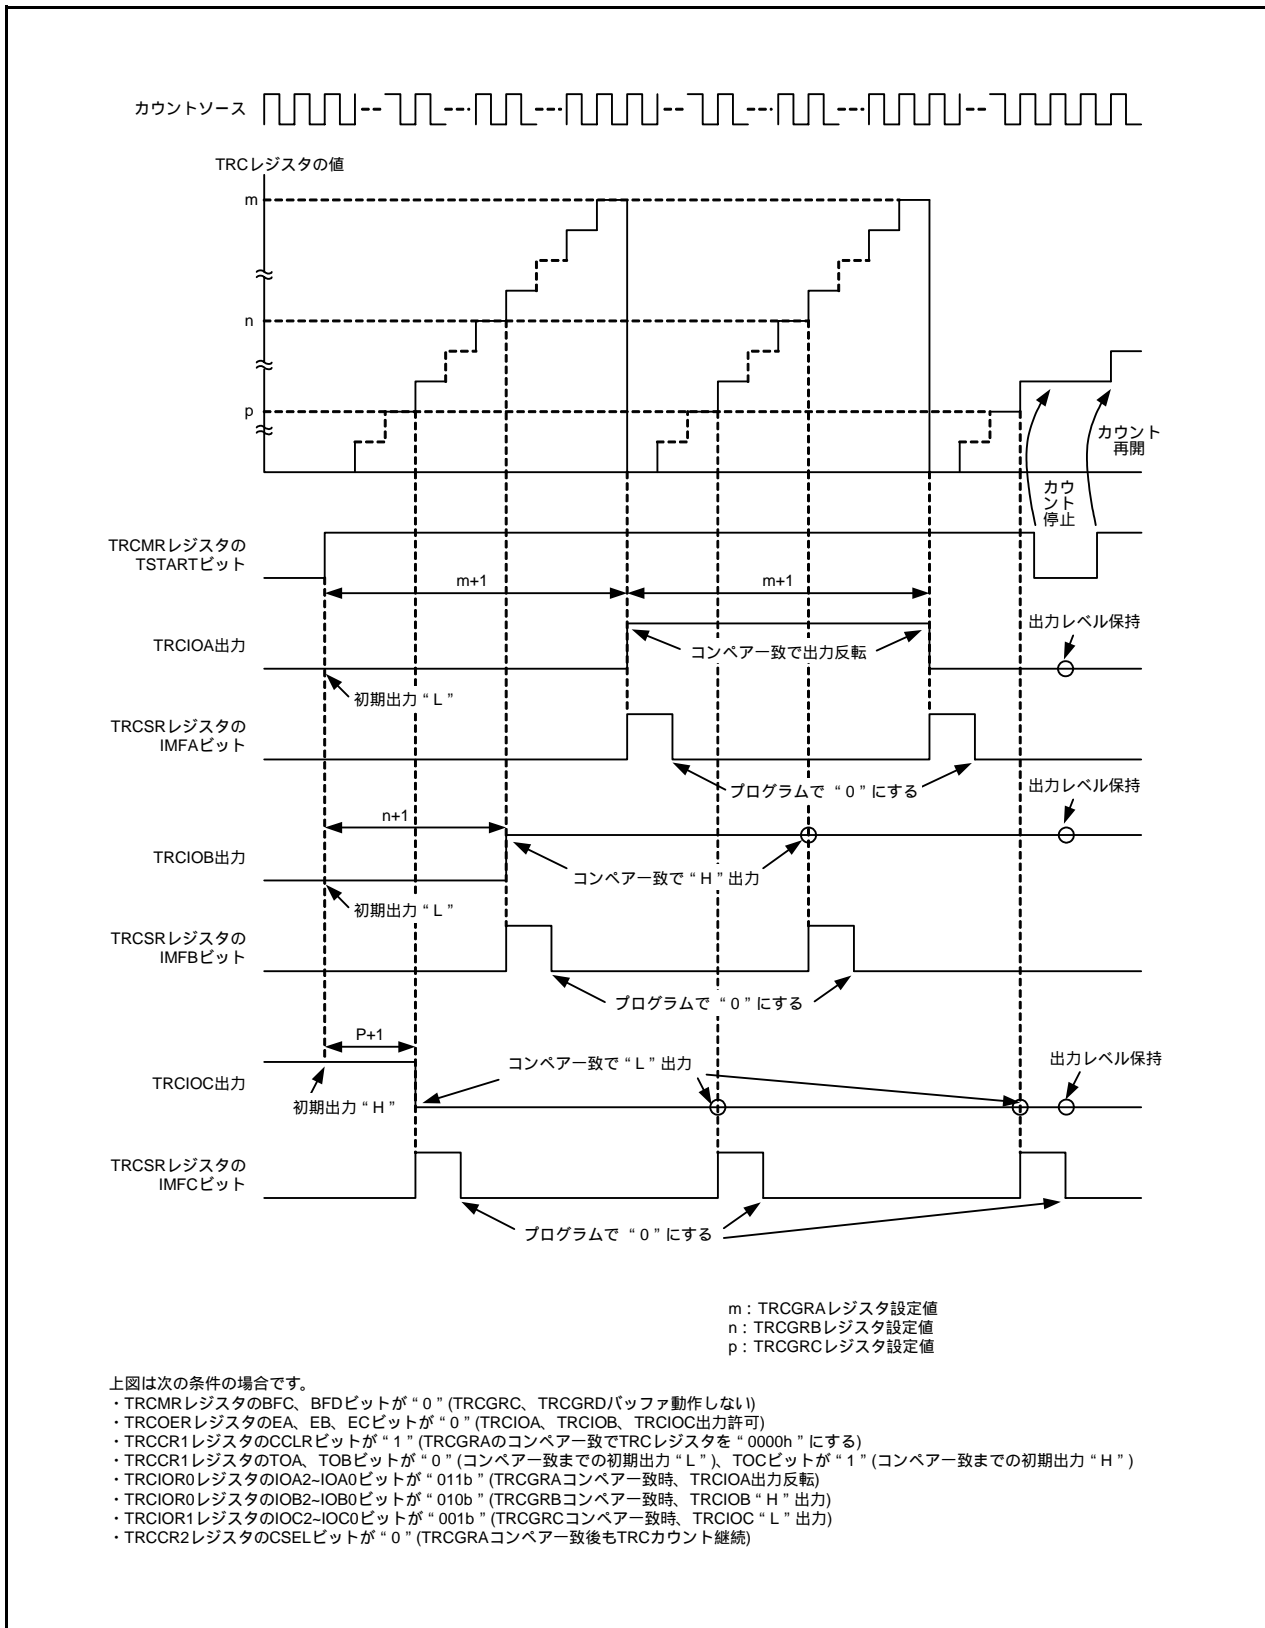 カウントソース
TRCレジスタの値
m
n
p
カウント
再開
カウ
ント
停止
TRCMRレジスタの
TSTARTビット
m+1
m+1
TRCIOA出力
出力レベル保持
コンペア一致で出力反転
初期出力 “ L ”
TRCSRレジスタの
IMFAビット
プログラムで “ 0 ” にする
出力レベル保持
n+1
TRCIOB出力
コンペア一致で “ H ” 出力
初期出力 “ L ”
TRCSRレジスタの
IMFBビット
プログラムで “ 0 ” にする
P+1
コンペア一致で “ L ” 出力
出力レベル保持
TRCIOC出力
初期出力 “ H ”
TRCSRレジスタの
IMFCビット
プログラムで “ 0 ” にする
m : TRCGRAレジスタ設定値
n : TRCGRBレジスタ設定値
p : TRCGRCレジスタ設定値
上図は次の条件の場合です。
・TRCMRレジスタのBFC、BFDビットが “ 0 ” (TRCGRC、TRCGRDバッファ動作しない)
・TRCOERレジスタのEA、EB、ECビットが “ 0 ” (TRCIOA、TRCIOB、TRCIOC出力許可)
・TRCCR1レジスタのCCLRビットが “ 1 ” (TRCGRAのコンペア一致でTRCレジスタを “ 0000h ” にする)
・TRCCR1レジスタのTOA、TOBビットが “ 0 ” (コンペア一致までの初期出力 “ L ” )、TOCビットが “ 1 ” (コンペア一致までの初期出力 “ H ” )
・TRCIOR0レジスタのIOA2~IOA0ビットが “ 011b ” (TRCGRAコンペア一致時、TRCIOA出力反転)
・TRCIOR0レジスタのIOB2~IOB0ビットが “ 010b ” (TRCGRBコンペア一致時、TRCIOB “ H ” 出力)
・TRCIOR1レジスタのIOC2~IOC0ビットが “ 001b ” (TRCGRCコンペア一致時、TRCIOC “ L ” 出力)
・TRCCR2レジスタのCSELビットが “ 0 ” (TRCGRAコンペア一致後もTRCカウント継続)